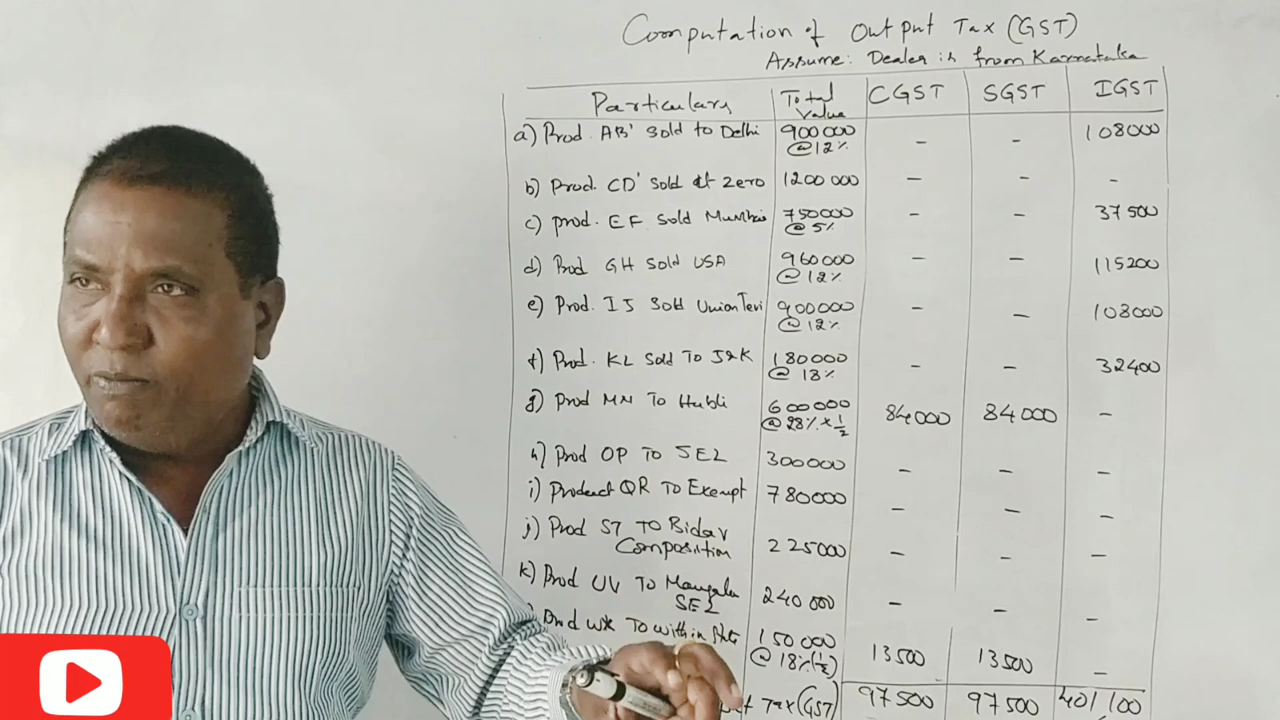 Computation of Output Tax (GST)
Assume: Dealer is from Karnataka
Particulars Total Value CGST SGST IGST
a) Prod. AB' Sold to Delhi 900000 @ 12% - - 108000
b) Prod. CD' Sold at Zero 1200000 - - -
c) Prod. EF Sold Mumbai 750000 @ 5% - - 37500
d) Prod GH Sold USA 960000 @ 12% - - 115200
e) Prod. IJ Sold Union Teri 900000 @ 12% - - 108000
f) Prod. KL Sold To J&K 180000 @ 18% - - 32400
g) Prod MN To Hubli 600000 @ 28% x 1/2 84000 84000 -
h) Prod OP To SEZ 300000 - - -
i) Product QR To Exempt 780000 - - -
j) Prod ST To Bidar Composition 225000 - - -
k) Prod UV To Mangalu SEZ 240000 - - -
Prod WX To within State 150000 @ 18% (1/2) 13500 13500 -
Tax (GST) 97500 97500 401100